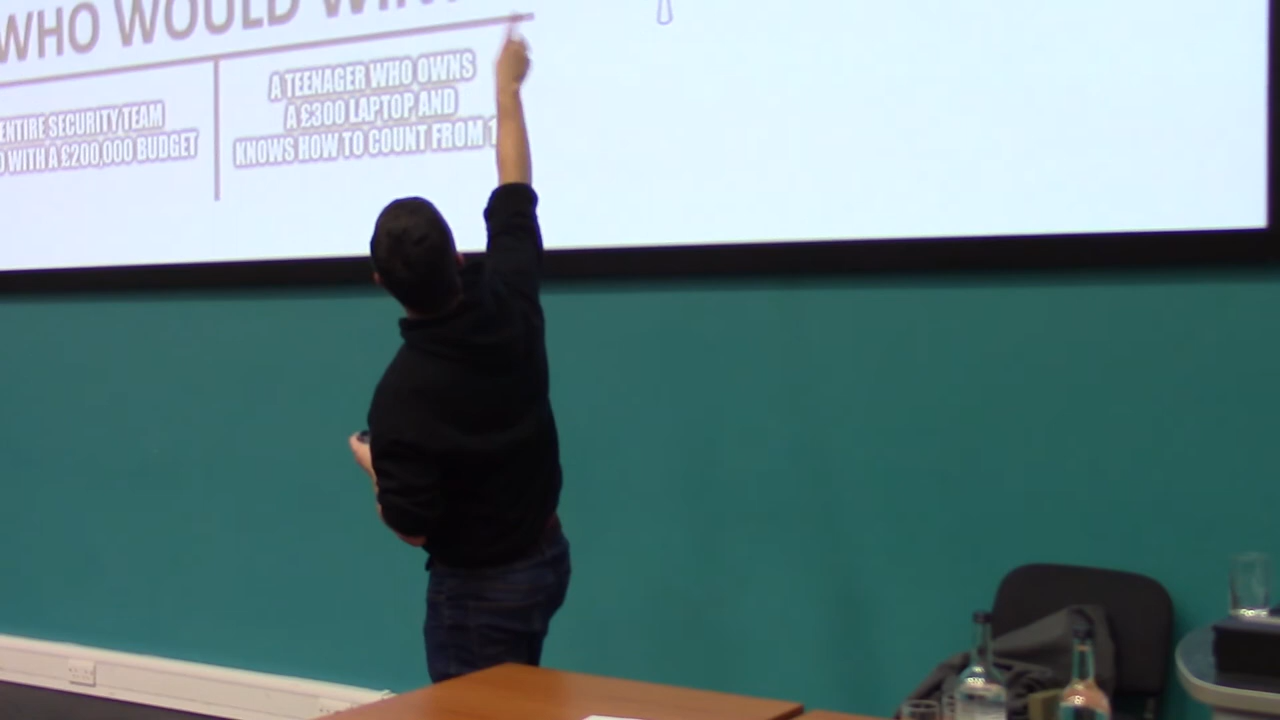 WHO WOULD WIN?
ENTIRE SECURITY TEAM
WITH A £200,000 BUDGET
A TEENAGER WHO OWNS
A £300 LAPTOP AND
KNOWS HOW TO COUNT FROM 1